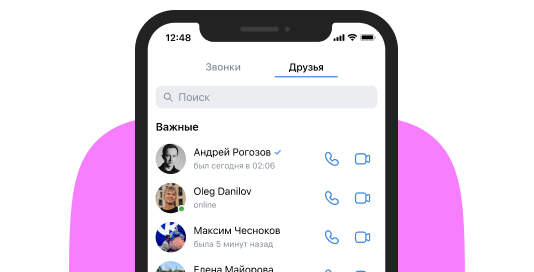 12:48
Звонки Друзья
Поиск
Важные
Андрей Рогозов
был сегодня в 02:06
Oleg Danilov
online
Максим Чесноков
была 5 минут назад
Елена Майорова